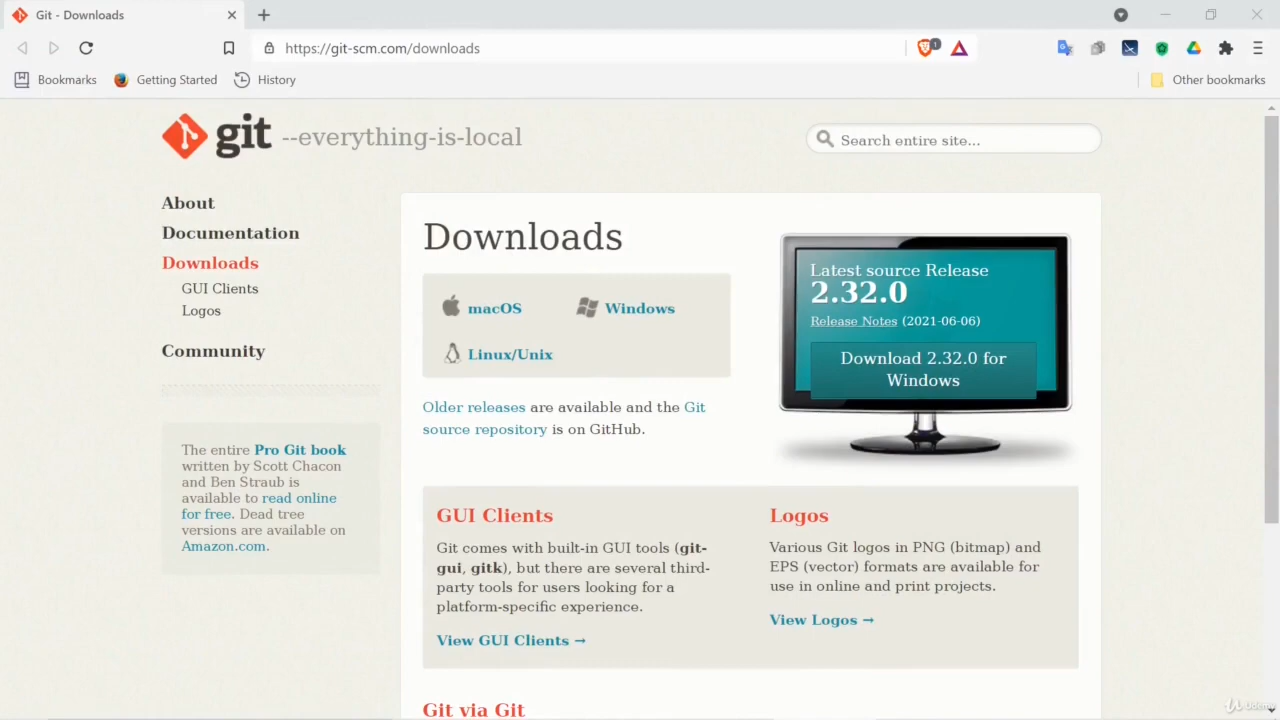 Git - Downloads
https://git-scm.com/downloads
1
Bookmarks
Getting Started
History
Other bookmarks
git --everything-is-local
Search entire site...
About
Documentation
Downloads
GUI Clients
Logos
Community
The entire Pro Git book
written by Scott Chacon
and Ben Straub is
available to read online
for free. Dead tree
versions are available on
Amazon.com.
Downloads
macOS
Windows
Linux/Unix
Older releases are available and the Git
source repository is on GitHub.
Latest source Release
2.32.0
Release Notes (2021-06-06)
Download 2.32.0 for
Windows
GUI Clients
Git comes with built-in GUI tools (git-
gui, gitk), but there are several third-
party tools for users looking for a
platform-specific experience.
View GUI Clients →
Logos
Various Git logos in PNG (bitmap) and
EPS (vector) formats are available for
use in online and print projects.
View Logos →
Git via Git
Udemy